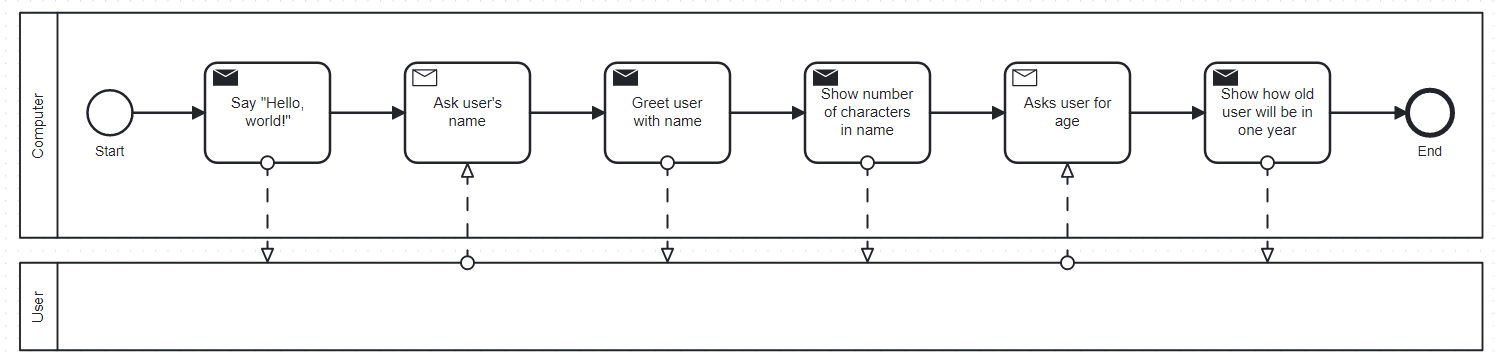 Computer
Start
Say "Hello,
world!"
Ask user's
name
Greet user
with name
Show number
of characters
in name
Asks user for
age
Show how old
user will be in
one year
End
User